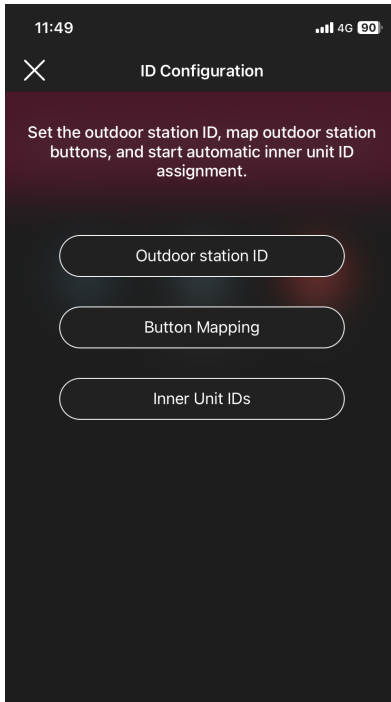 11:49 4G 90
ID Configuration
Set the outdoor station ID, map outdoor station
buttons, and start automatic inner unit ID
assignment.
Outdoor station ID
Button Mapping
Inner Unit IDs